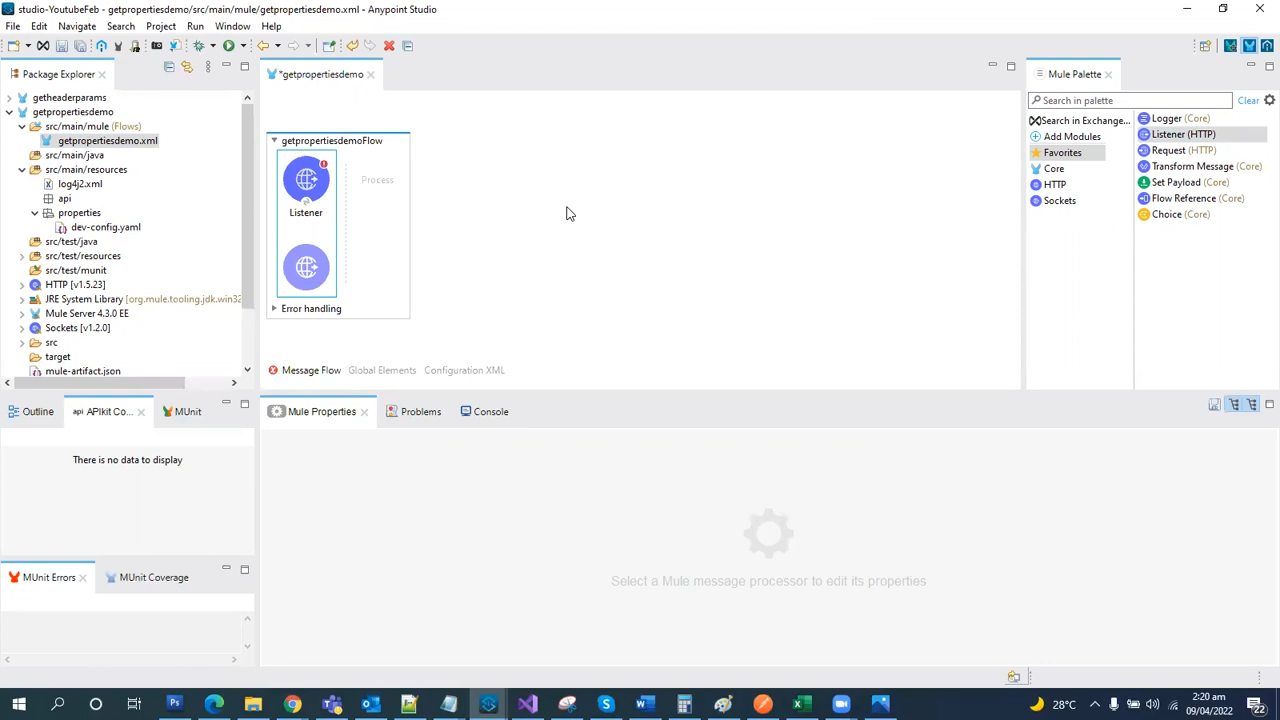 studio-YoutubeFeb - getpropertiesdemo/src/main/mule/getpropertiesdemo.xml - Anypoint Studio
File Edit Navigate Search Project Run Window Help
Package Explorer
getheaderparams
getpropertiesdemo
src/main/mule (Flows)
getpropertiesdemo.xml
src/main/java
src/main/resources
log4j2.xml
api
properties
dev-config.yaml
src/test/java
src/test/resources
src/test/munit
HTTP [v1.5.23]
JRE System Library [org.mule.tooling.jdk.win32
Mule Server 4.3.0 EE
Sockets [v1.2.0]
src
target
mule-artifact.json
*getpropertiesdemo
getpropertiesdemoFlow
Process
Listener
Error handling
Message Flow Global Elements Configuration XML
Mule Palette
Search in palette Clear
Search in Exchange...
Add Modules
Favorites
Core
HTTP
Sockets
Logger (Core)
Listener (HTTP)
Request (HTTP)
Transform Message (Core)
Set Payload (Core)
Flow Reference (Core)
Choice (Core)
Outline api APIkit Co... MUnit
There is no data to display
MUnit Errors MUnit Coverage
Mule Properties Problems Console
Select a Mule message processor to edit its properties
28°C
2:20 am
09/04/2022